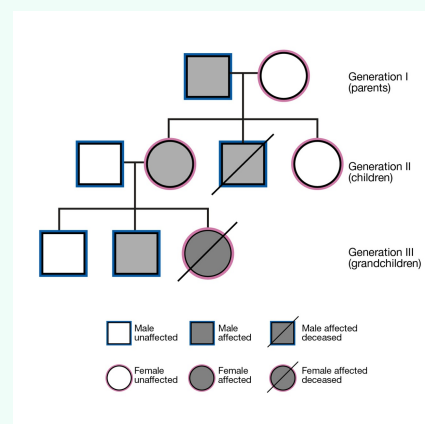 Generation I
(parents)
Generation II
(children)
Generation III
(grandchildren)
Male
unaffected
Male
affected
Male affected
deceased
Female
unaffected
Female
affected
Female affected
deceased